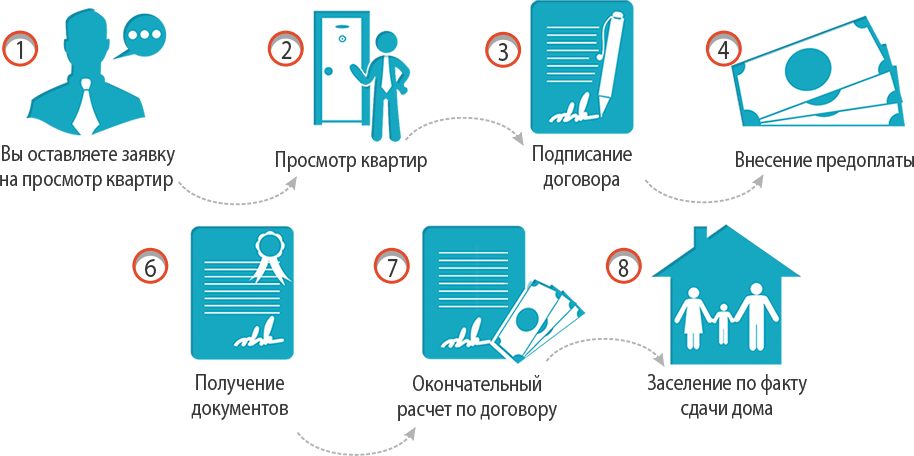 1
Вы оставляете заявку
на просмотр квартир
2
Просмотр квартир
3
Подписание
договора
4
Внесение предоплаты
6
Получение
документов
7
Окончательный
расчет по договору
8
Заселение по факту
сдачи дома